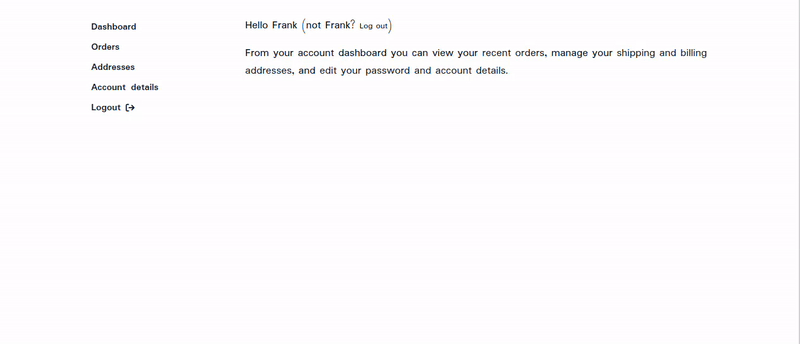 Dashboard
Orders
Addresses
Account details
Logout
Hello Frank (not Frank? Log out)
From your account dashboard you can view your recent orders, manage your shipping and billing
addresses, and edit your password and account details.